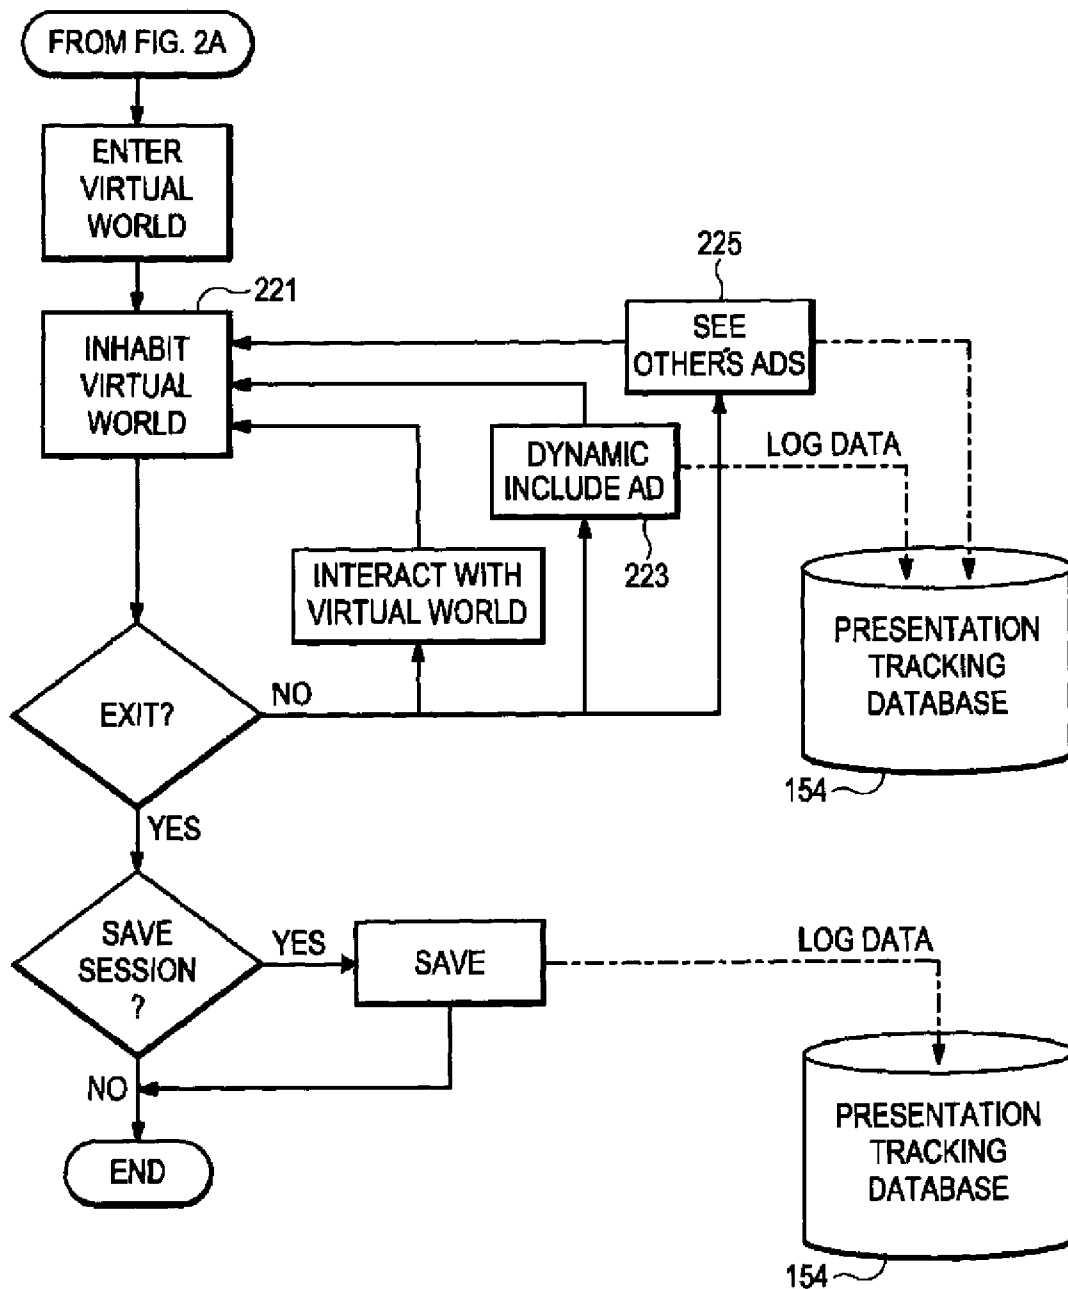 FROM FIG. 2A
ENTER
VIRTUAL
WORLD
221
INHABIT
VIRTUAL
WORLD
225
SEE
OTHER'S ADS
DYNAMIC
INCLUDE AD
223
LOG DATA
INTERACT WITH
VIRTUAL WORLD
PRESENTATION
TRACKING
DATABASE
154
EXIT?
NO
YES
SAVE
SESSION
?
YES
SAVE
LOG DATA
NO
PRESENTATION
TRACKING
DATABASE
154
END